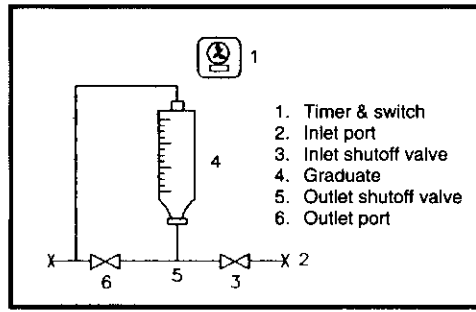 1
4
1. Timer & switch
2. Inlet port
3. Inlet shutoff valve
4. Graduate
5. Outlet shutoff valve
6. Outlet port
2
6
5
3